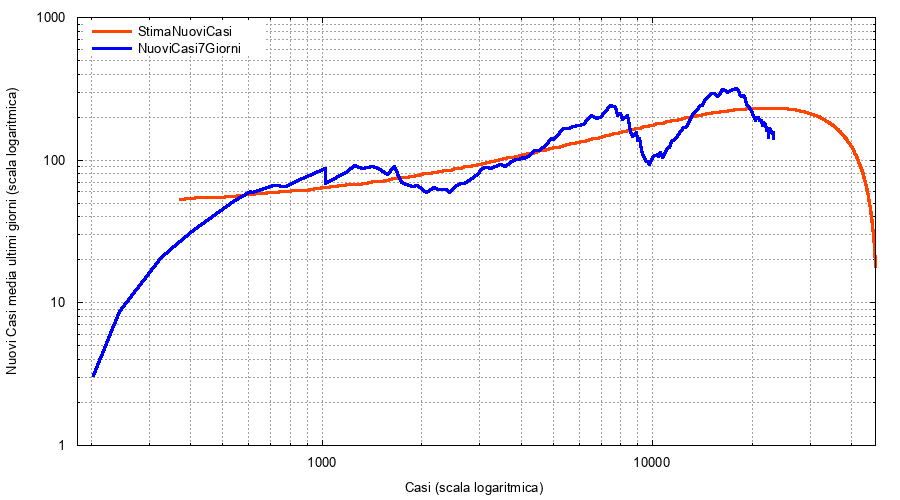 1000
StimaNuoviCasi
NuoviCasi7Giorni
100
10
1
1000
10000
Nuovi Casi media ultimi giorni (scala logaritmica)
Casi (scala logaritmica)